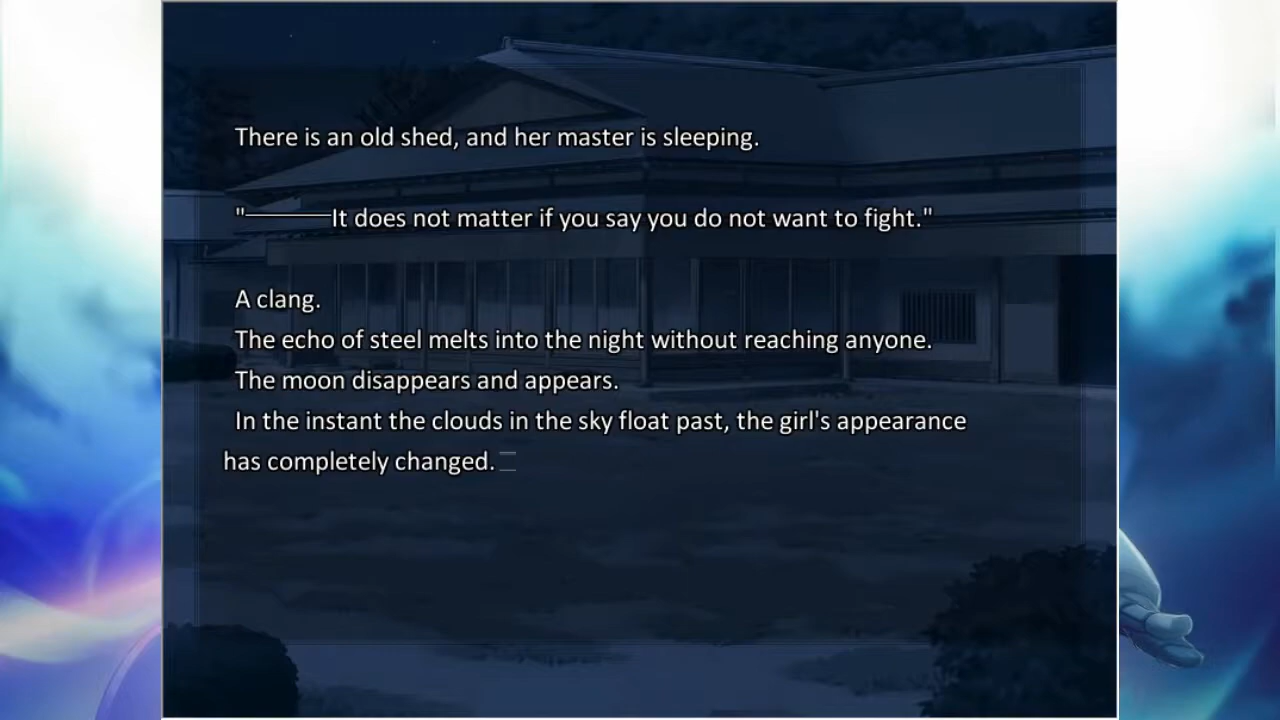 There is an old shed, and her master is sleeping.
"―――It does not matter if you say you do not want to fight."
A clang.
The echo of steel melts into the night without reaching anyone.
The moon disappears and appears.
In the instant the clouds in the sky float past, the girl's appearance
has completely changed.